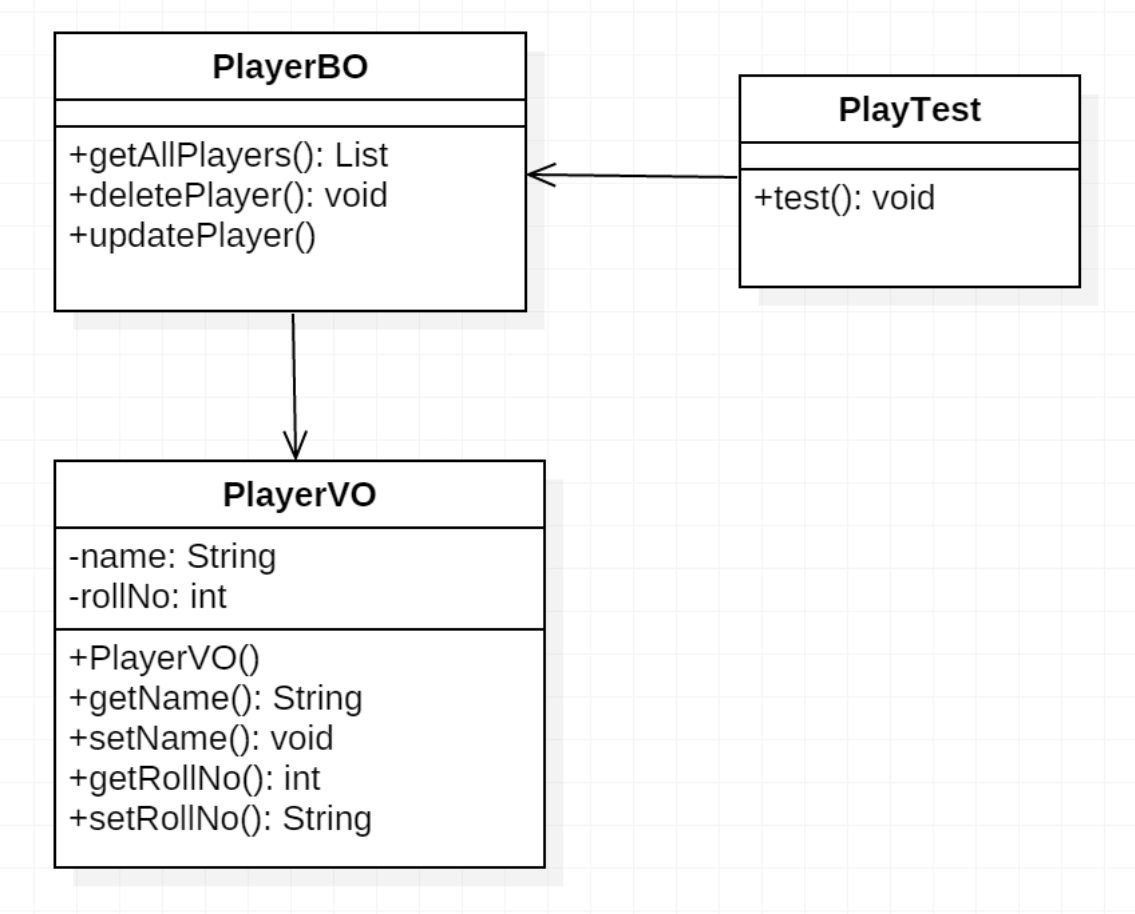 PlayerBO
+getAllPlayers(): List
+deletePlayer(): void
+updatePlayer()
PlayTest
+test(): void
PlayerVO
-name: String
-rollNo: int
+PlayerVO()
+getName(): String
+setName(): void
+getRollNo(): int
+setRollNo(): String